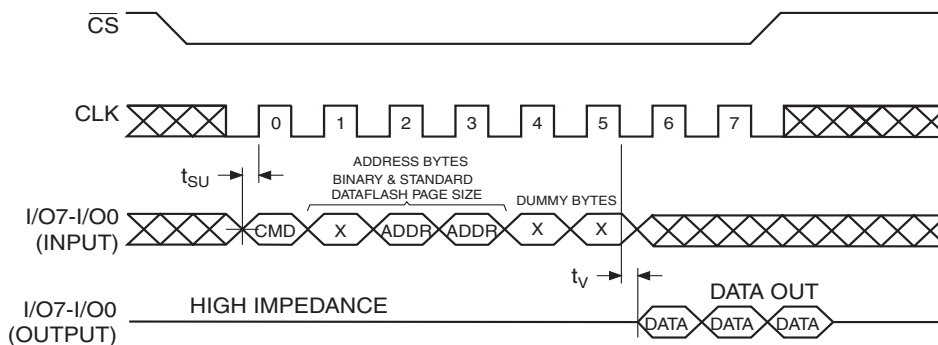 CS
CLK
0 1 2 3 4 5 6 7
tSU
ADDRESS BYTES
BINARY & STANDARD
DATAFLASH PAGE SIZE
DUMMY BYTES
I/O7-I/O0
(INPUT)
CMD X ADDR ADDR X X
tV
I/O7-I/O0
(OUTPUT)
HIGH IMPEDANCE
DATA OUT
DATA DATA DATA